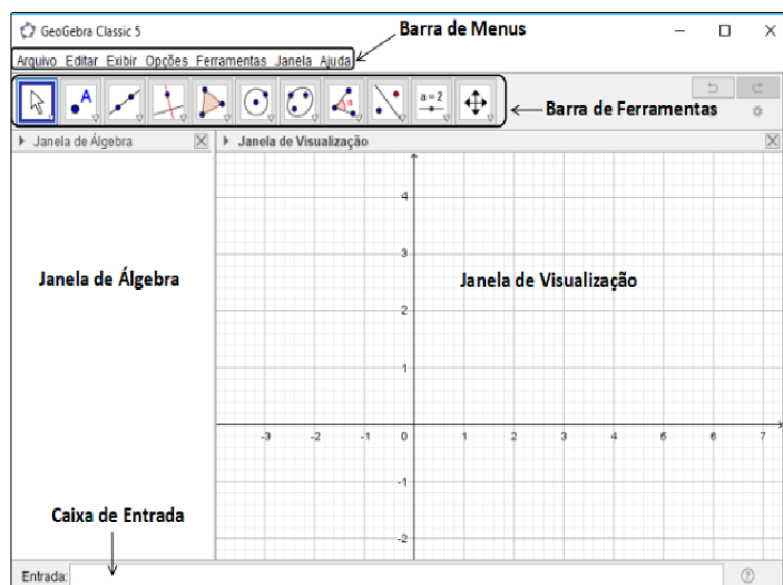 GeoGebra Classic 5
Barra de Menus
Arquivo Editar Exibir Opções Ferramentas Janela Ajuda
A
α
a = 2
Barra de Ferramentas
Janela de Álgebra
Janela de Visualização
4
3
Janela de Álgebra
Janela de Visualização
2
1
-3 -2 -1 0 1 2 3 4 5 6 7
-1
Caixa de Entrada
-2
Entrada:
?